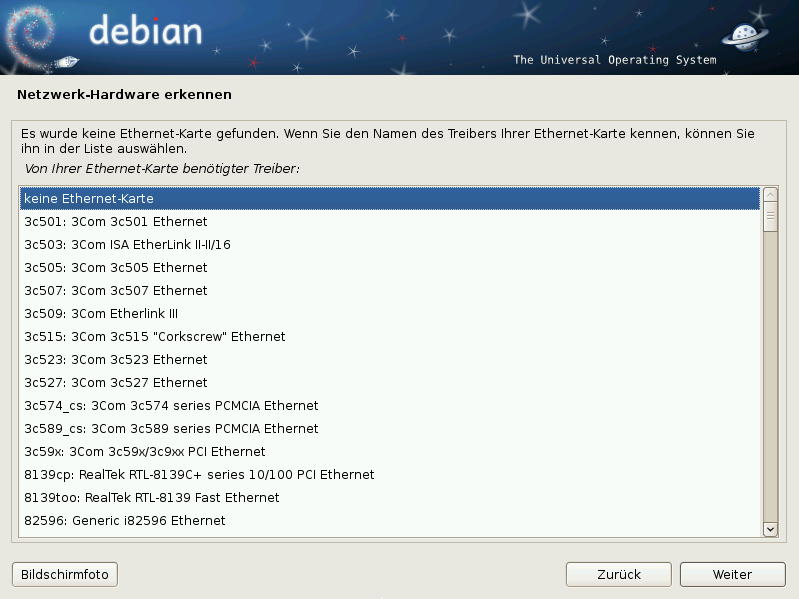 debian
The Universal Operating System
Netzwerk-Hardware erkennen
Es wurde keine Ethernet-Karte gefunden. Wenn Sie den Namen des Treibers Ihrer Ethernet-Karte kennen, können Sie
ihn in der Liste auswählen.
Von Ihrer Ethernet-Karte benötigter Treiber:
keine Ethernet-Karte
3c501: 3Com 3c501 Ethernet
3c503: 3Com ISA EtherLink II-II/16
3c505: 3Com 3c505 Ethernet
3c507: 3Com 3c507 Ethernet
3c509: 3Com Etherlink III
3c515: 3Com 3c515 "Corkscrew" Ethernet
3c523: 3Com 3c523 Ethernet
3c527: 3Com 3c527 Ethernet
3c574_cs: 3Com 3c574 series PCMCIA Ethernet
3c589_cs: 3Com 3c589 series PCMCIA Ethernet
3c59x: 3Com 3c59x/3c9xx PCI Ethernet
8139cp: RealTek RTL-8139C+ series 10/100 PCI Ethernet
8139too: RealTek RTL-8139 Fast Ethernet
82596: Generic i82596 Ethernet
Bildschirmfoto
Zurück
Weiter